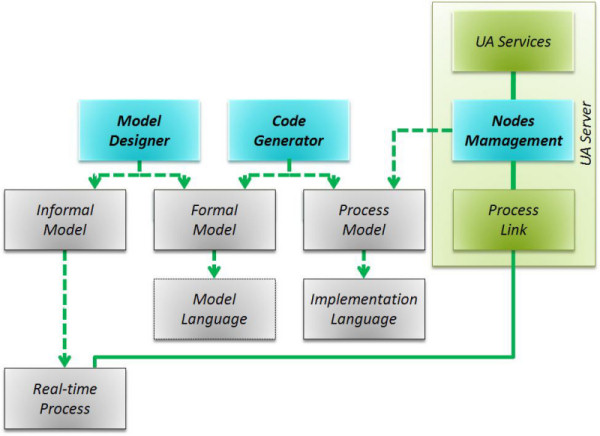 UA Services
Model
Designer
Code
Generator
Nodes
Mamagement
UA Server
Informal
Model
Formal
Model
Process
Model
Process
Link
Model
Language
Implementation
Language
Real-time
Process